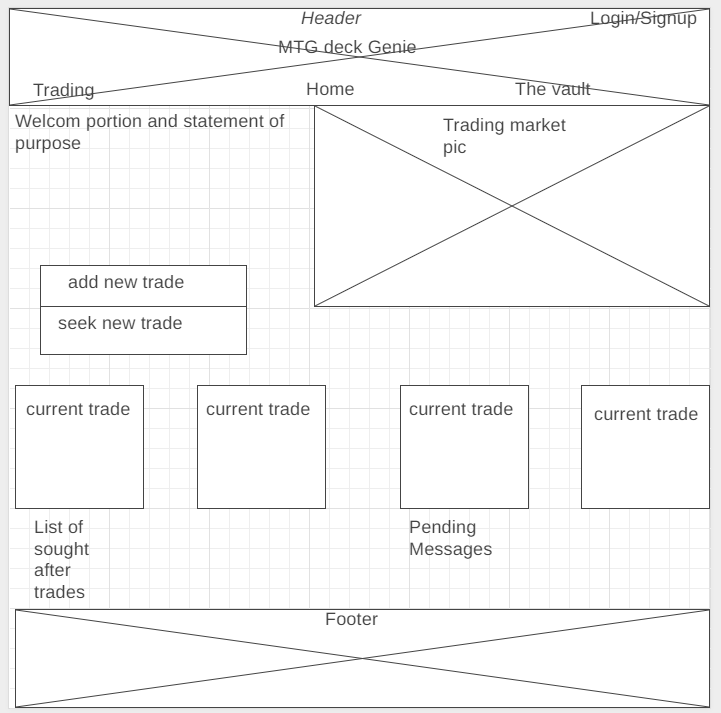 Header
Login/Signup
MTG deck Genie
Trading
Home
The vault
Welcom portion and statement of
purpose
Trading market
pic
add new trade
seek new trade
current trade
current trade
current trade
current trade
List of
sought
after
trades
Pending
Messages
Footer